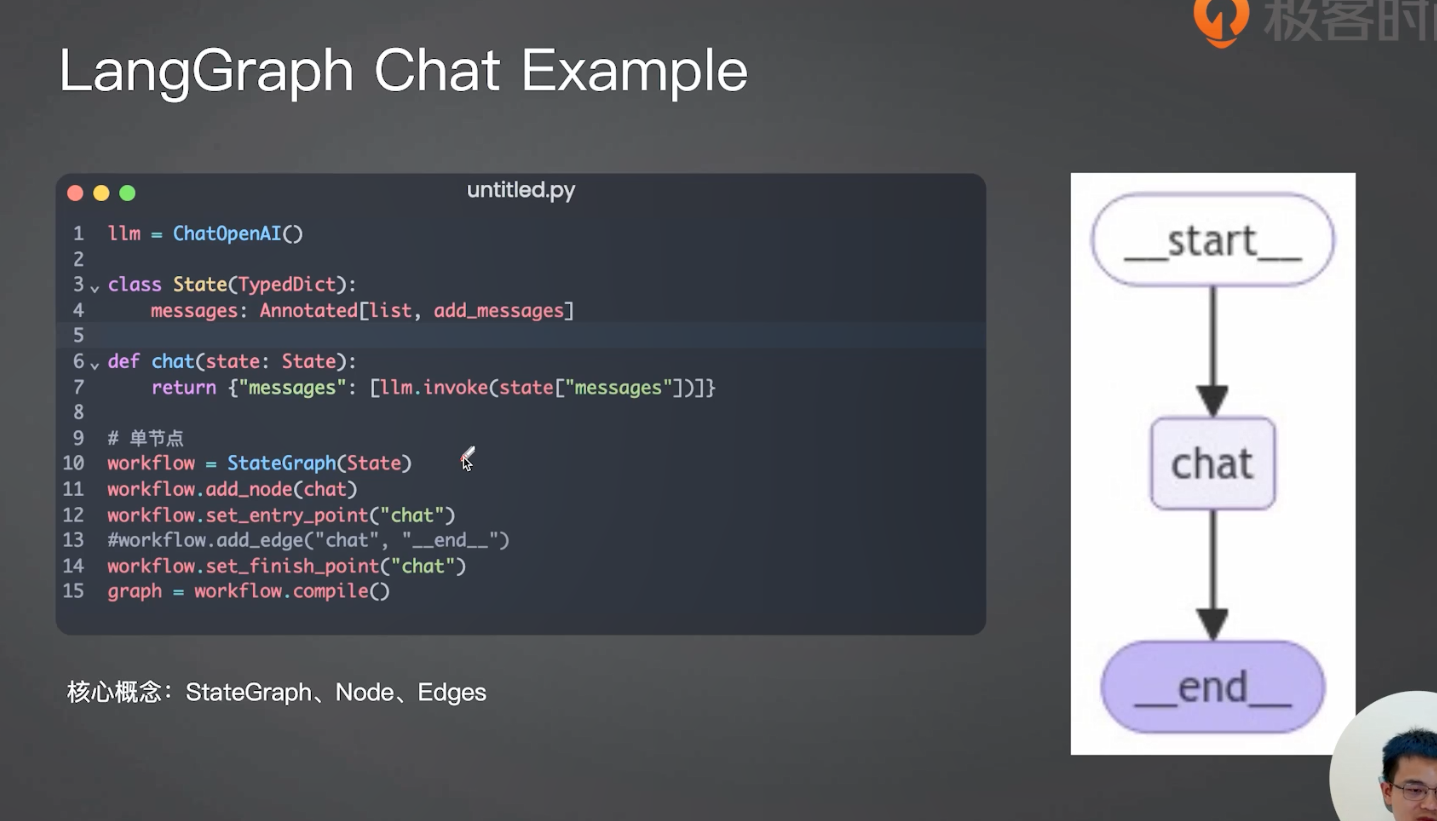 极客时间
LangGraph Chat Example
untitled.py
1 llm = ChatOpenAI()
2
3 class State(TypedDict):
4     messages: Annotated[list, add_messages]
5
6 def chat(state: State):
7     return {"messages": [llm.invoke(state["messages"])]}
8
9 # 单节点
10 workflow = StateGraph(State)
11 workflow.add_node(chat)
12 workflow.set_entry_point("chat")
13 #workflow.add_edge("chat", "__end__")
14 workflow.set_finish_point("chat")
15 graph = workflow.compile()
核心概念：StateGraph、Node、Edges
__start__
chat
__end__